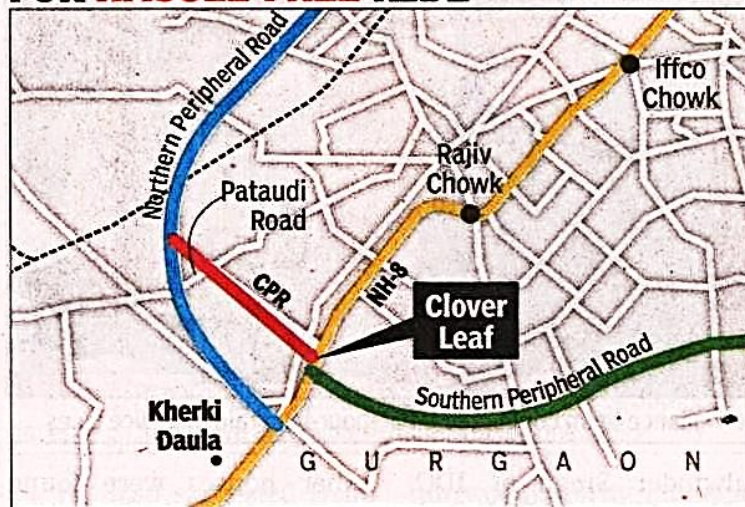 Northern Peripheral Road
Iffco
Chowk
Rajiv
Chowk
Pataudi
Road
CPR
NH-8
Clover
Leaf
Southern Peripheral Road
Kherki
Daula
GURGAON